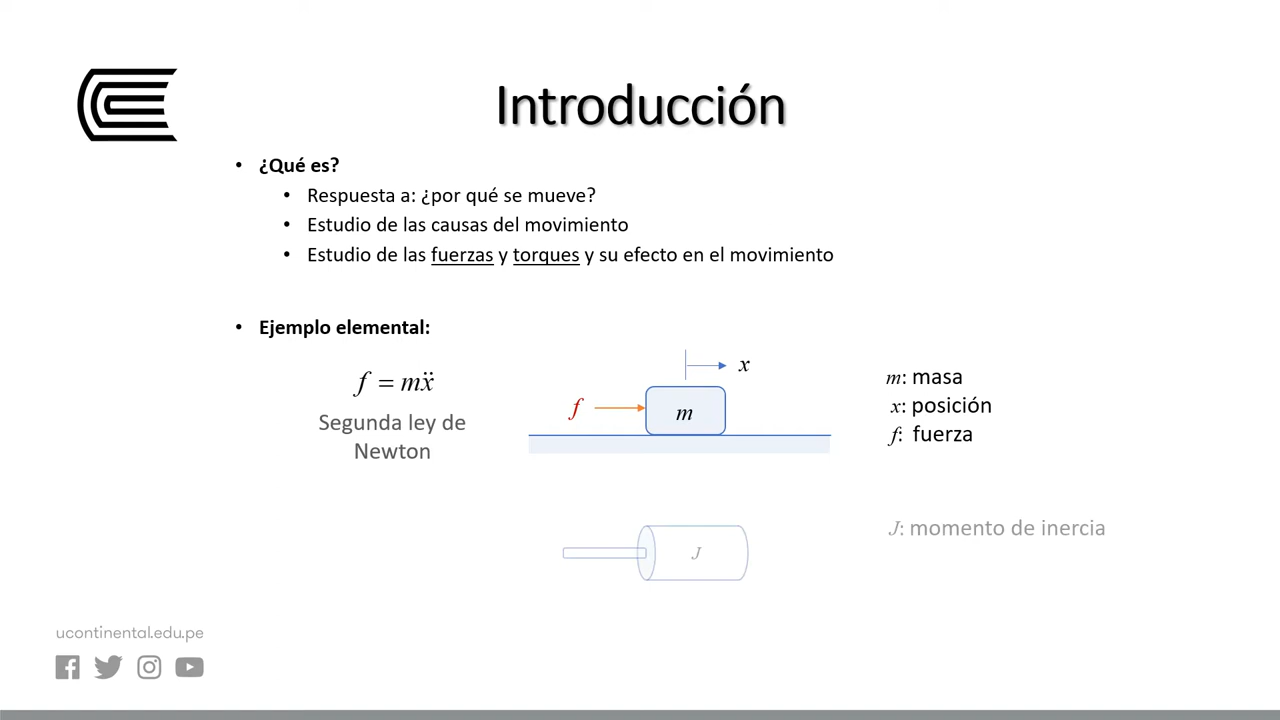 Introducción
• ¿Qué es?
• Respuesta a: ¿por qué se mueve?
• Estudio de las causas del movimiento
• Estudio de las fuerzas y torques y su efecto en el movimiento
• Ejemplo elemental:
f = mẍ
Segunda ley de
Newton
x
f
m
m: masa
x: posición
f: fuerza
J
J: momento de inercia
ucontinental.edu.pe